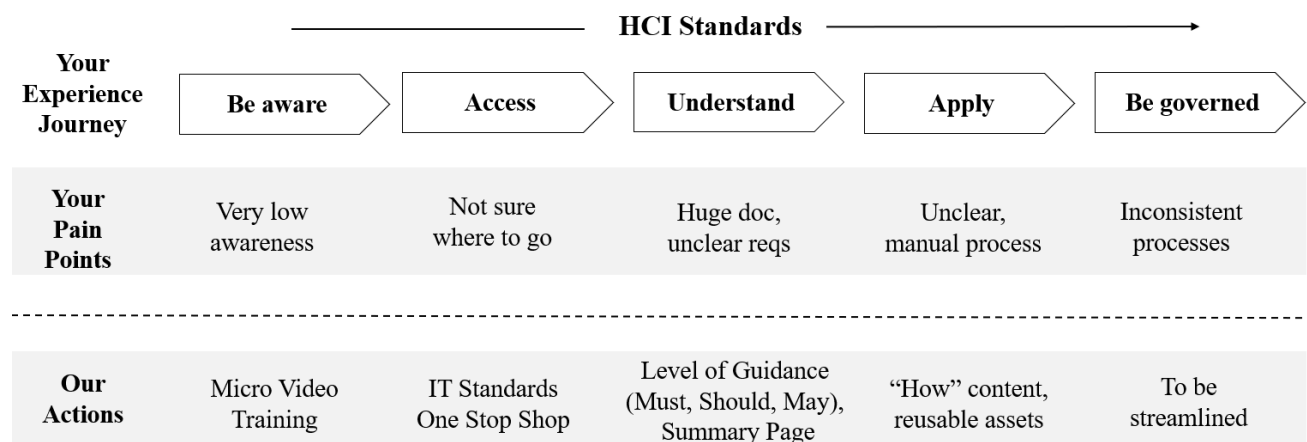 HCI Standards
Your
Experience
Journey
Be aware
Access
Understand
Apply
Be governed
Your
Pain
Points
Very low
awareness
Not sure
where to go
Huge doc,
unclear reqs
Unclear,
manual process
Inconsistent
processes
Our
Actions
Micro Video
Training
IT Standards
One Stop Shop
Level of Guidance
(Must, Should, May),
Summary Page
“How” content,
reusable assets
To be
streamlined